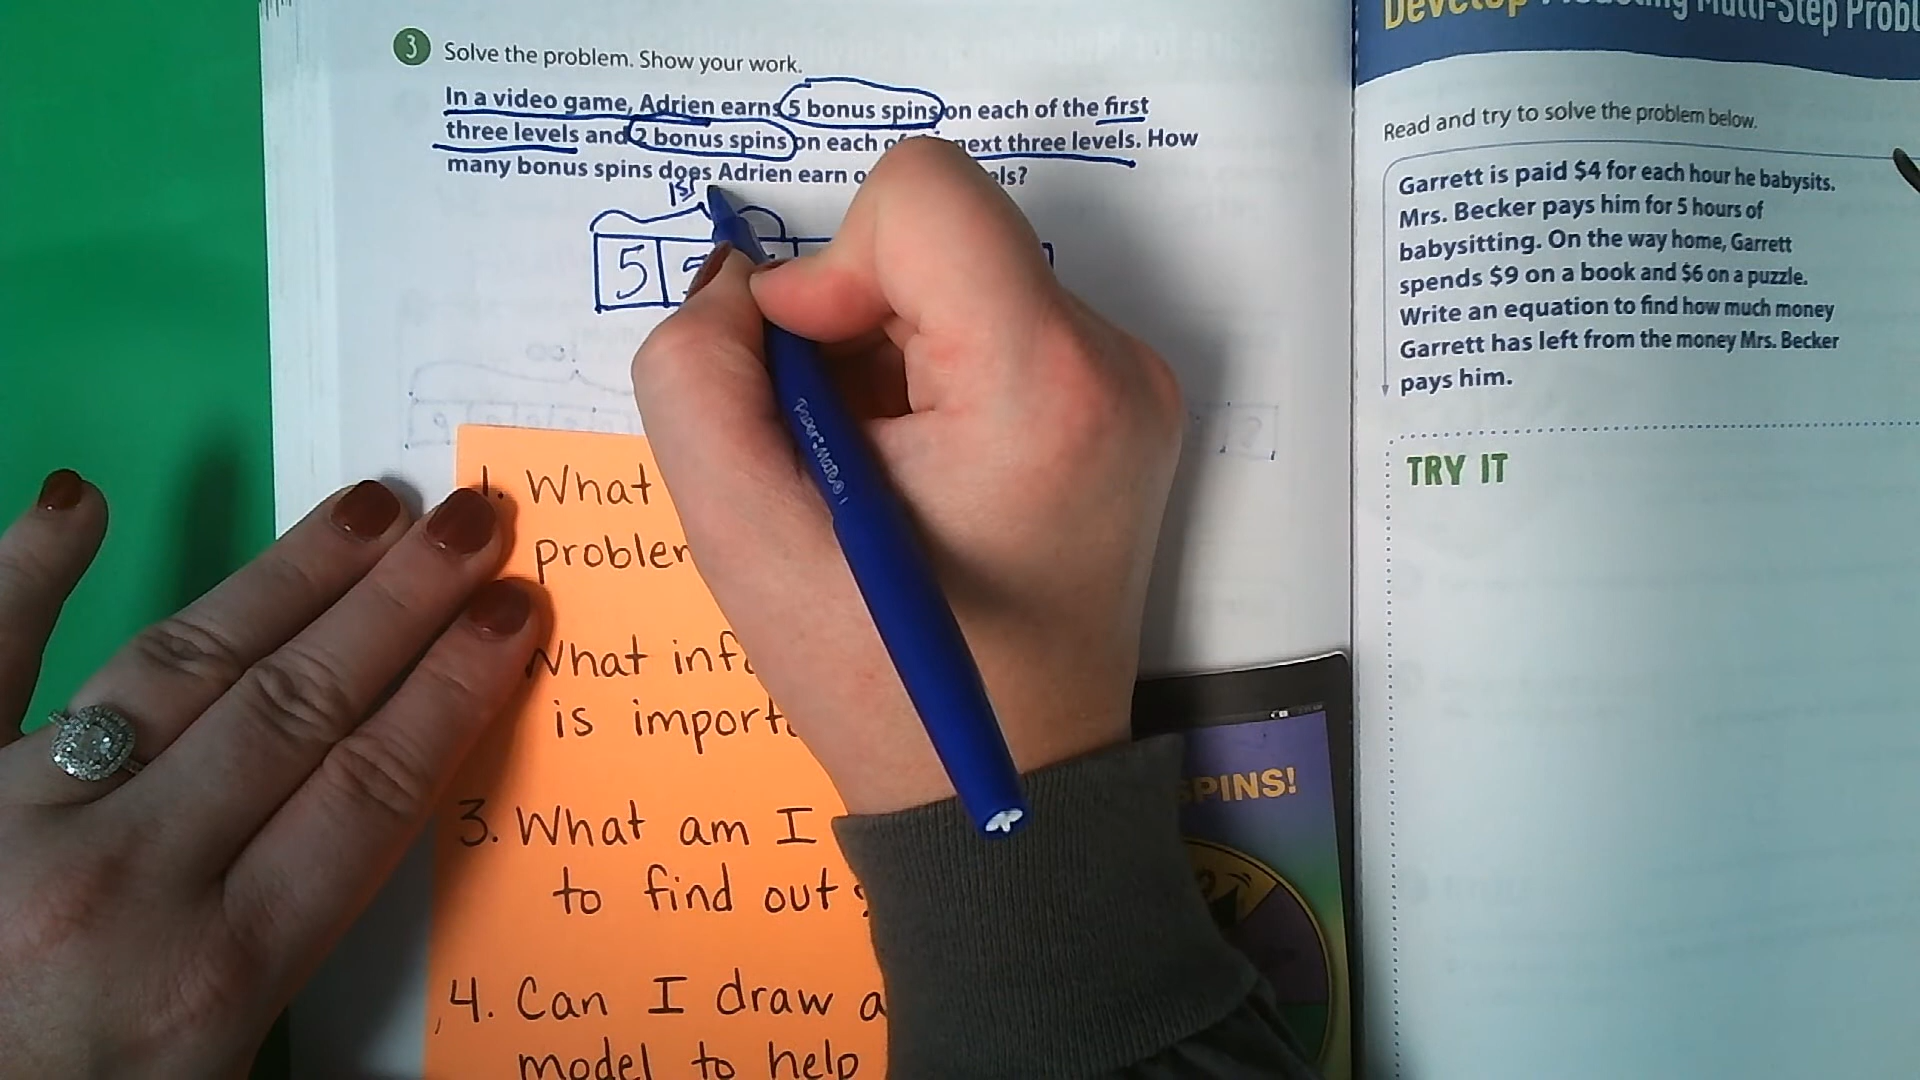 3 Solve the problem. Show your work.
In a video game, Adrien earns 5 bonus spins on each of the first
three levels and 2 bonus spins on each next three levels. How
many bonus spins does Adrien earn
1st
5
1. What
What
is
3. What am I
to find out
4. Can I draw a
model to help
SPINS!
Develop Multi-Step
Read and try to solve the problem below.
Garrett is paid $4 for each hour he babysits.
Mrs. Becker pays him for 5 hours of
babysitting. On the way home, Garrett
spends $9 on a book and $6 on a puzzle.
Write an equation to find how much money
Garrett has left from the money Mrs. Becker
pays him.
TRY IT